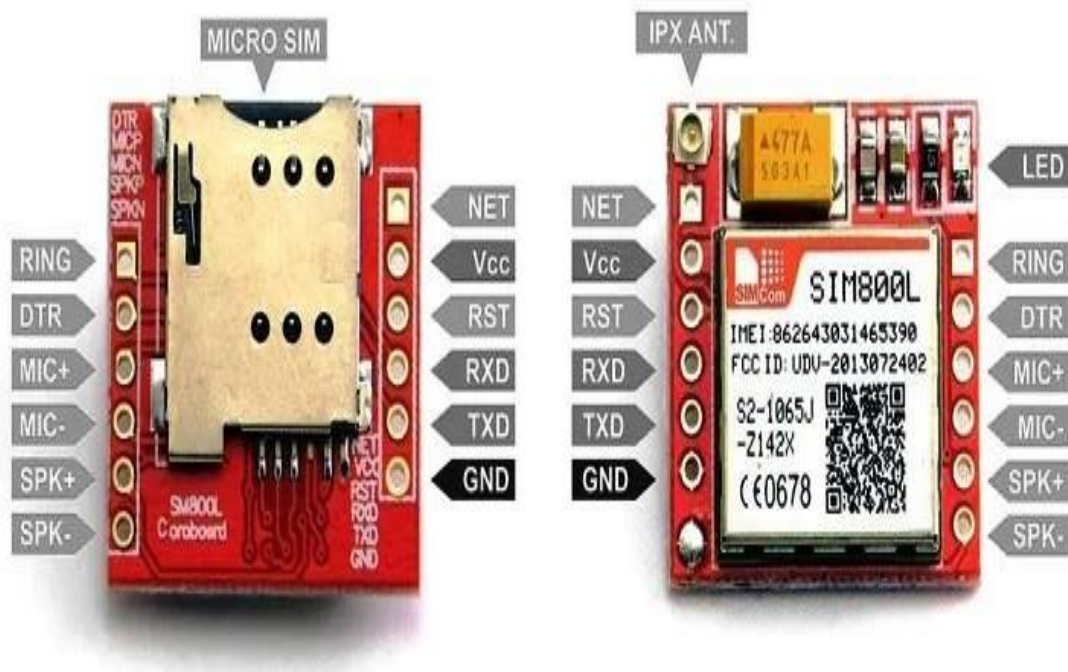 MICRO SIM
DTR
MICP
MICN
SPKP
SPKN
RING
DTR
MIC+
MIC-
SPK+
SPK-
NET
Vcc
RST
RXD
TXD
GND
NET
VCC
RST
RXD
TXD
GND
SM800L
Coraboard
IPX ANT.
477A
LED
NET
Vcc
RST
RXD
TXD
GND
SIMCom
SIM800L
IMEI:862643031465390
FCC ID: UDV-2013072402
S2-1065J
-Z142X
CE0678
RING
DTR
MIC+
MIC-
SPK+
SPK-